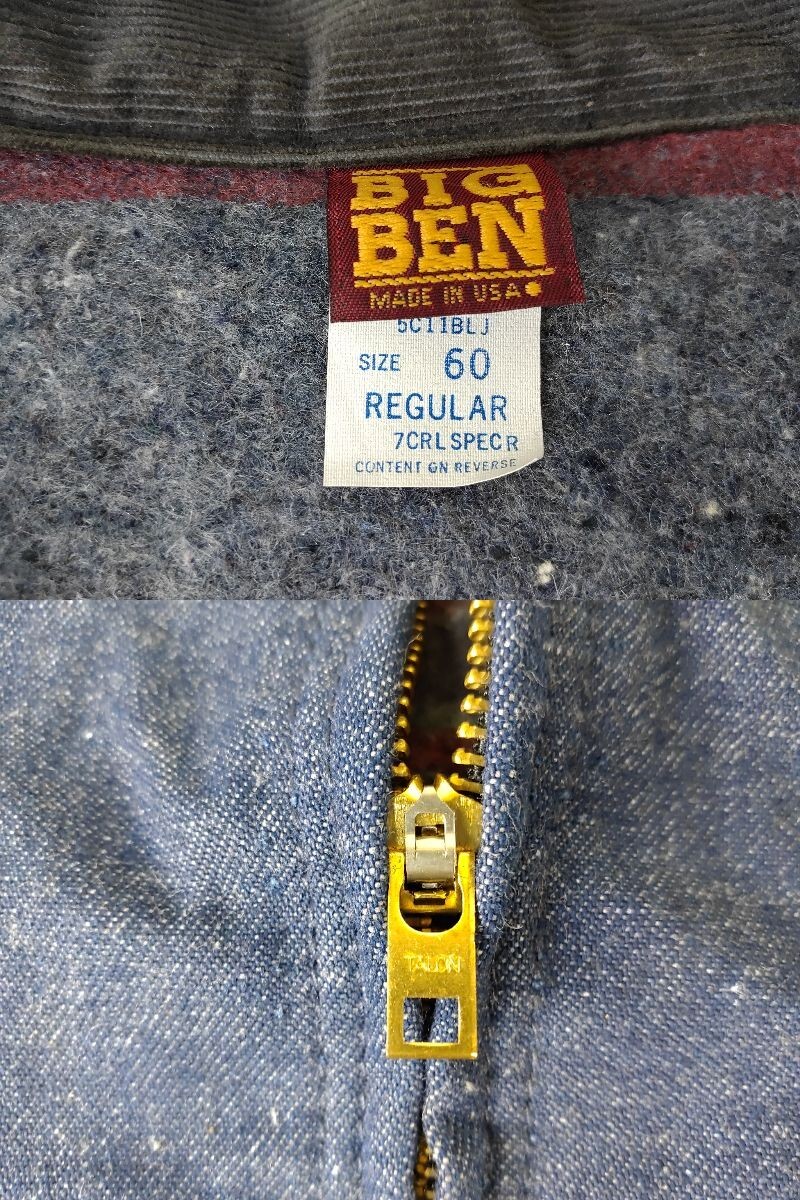 BIG
BEN
MADE IN USA
5C11BLJ
SIZE 60
REGULAR
7CRLSPECR
CONTENT ON REVERSE
TALON